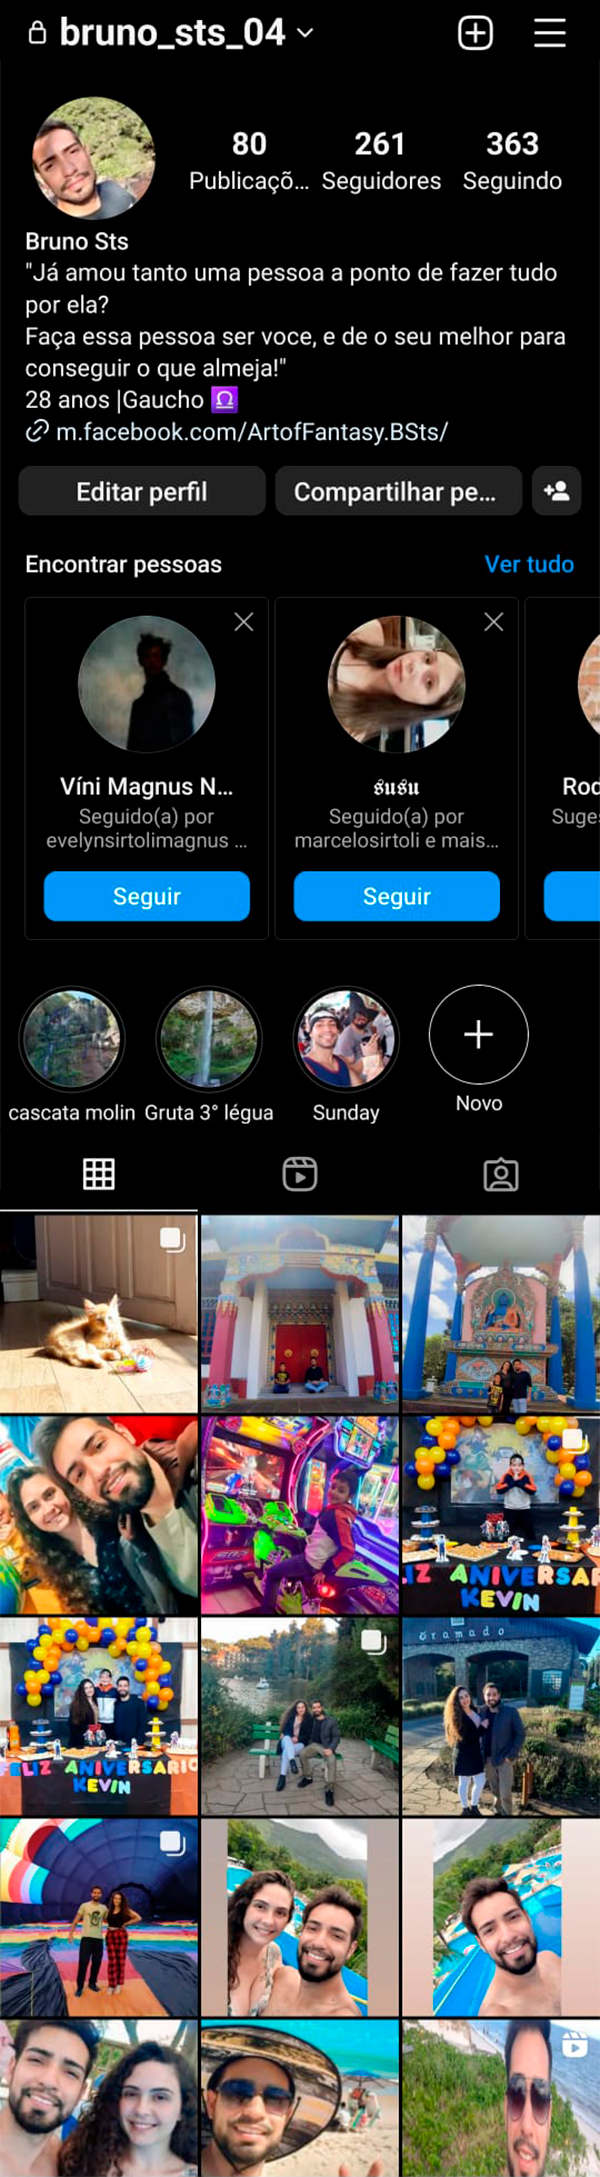 bruno_sts_04
80
261
363
Publicaçõ...
Seguidores
Seguindo
Bruno Sts
"Já amou tanto uma pessoa a ponto de fazer tudo
por ela?
Faça essa pessoa ser voce, e de o seu melhor para
conseguir o que almeja!"
28 anos |Gaucho ♎
m.facebook.com/ArtofFantasy.BSts/
Editar perfil
Compartilhar pe...
Encontrar pessoas
Ver tudo
Víni Magnus N...
𝖘𝖚𝖘𝖚
Rod
Seguido(a) por
evelynsirtolimagnus ...
Seguido(a) por
marcelosirtoli e mais...
Suges
Seguir
Seguir
cascata molin
Gruta 3° légua
Sunday
Novo
IZ ANIVERSAR
KEVIN
FELIZ ANIVERSARIO
KEVIN
Gramado